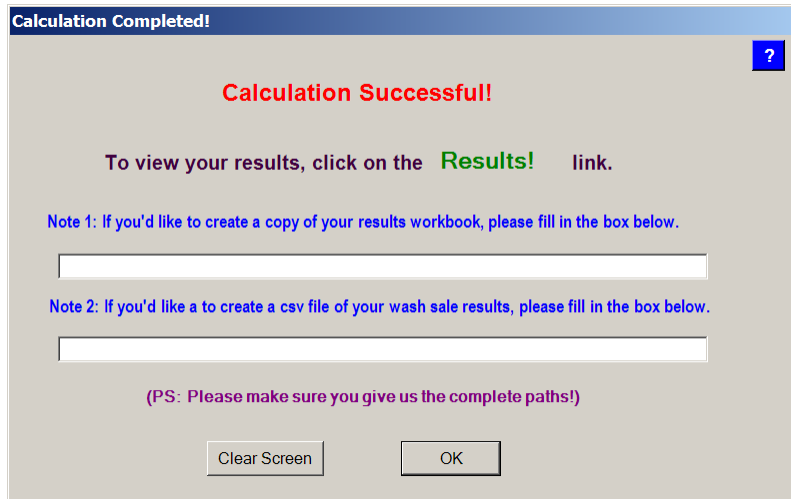 Calculation Completed!
?
Calculation Successful!
To view your results, click on the Results! link.
Note 1: If you'd like to create a copy of your results workbook, please fill in the box below.
Note 2: If you'd like a to create a csv file of your wash sale results, please fill in the box below.
(PS: Please make sure you give us the complete paths!)
Clear Screen OK